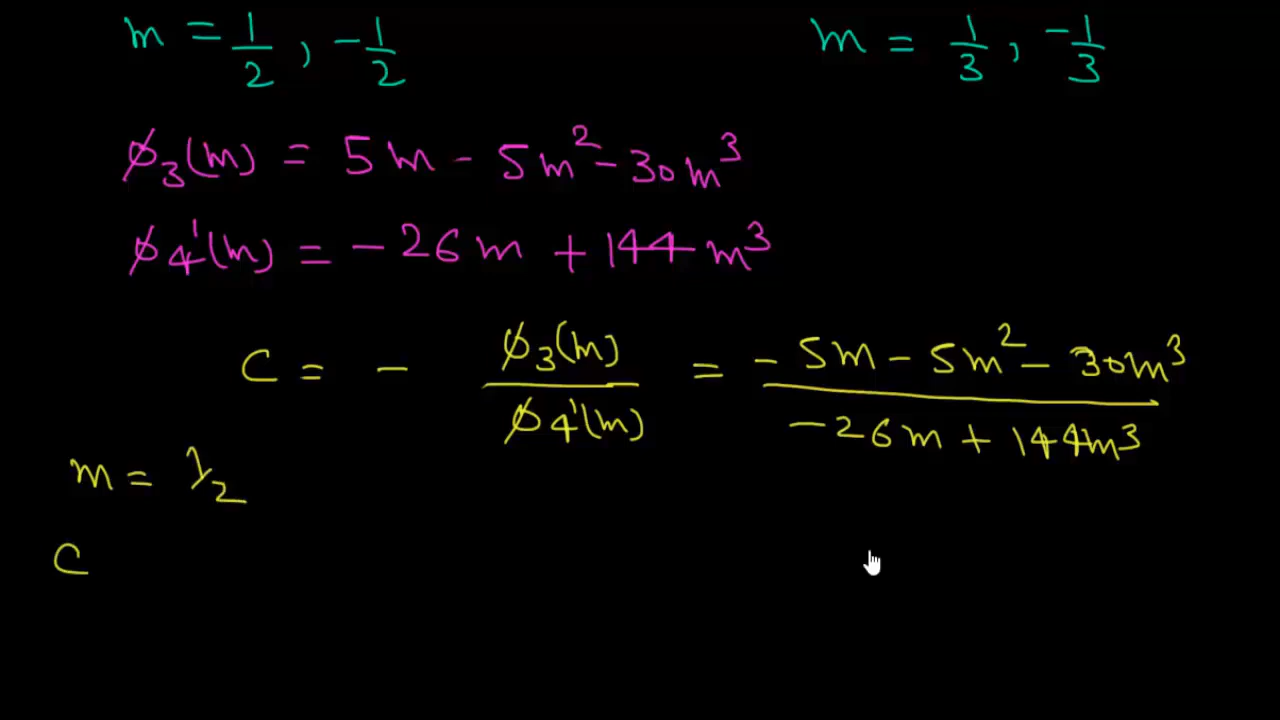 m = 1/2, -1/2    m = 1/3, -1/3
φ₃(m) = 5m - 5m² - 30m³
φ₄'(m) = -26m + 144m³
C = - φ₃(m)/φ₄'(m) = - 5m - 5m² - 30m³ / -26m + 144m³
m = 1/2
C